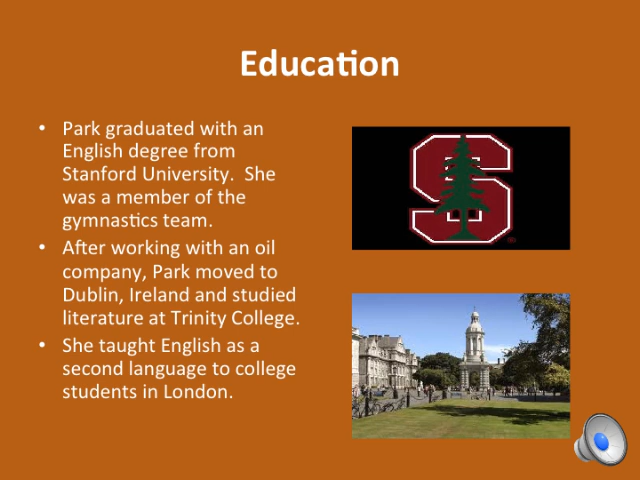 Education
• Park graduated with an
English degree from
Stanford University.  She
was a member of the
gymnastics team.
• After working with an oil
company, Park moved to
Dublin, Ireland and studied
literature at Trinity College.
• She taught English as a
second language to college
students in London.
S